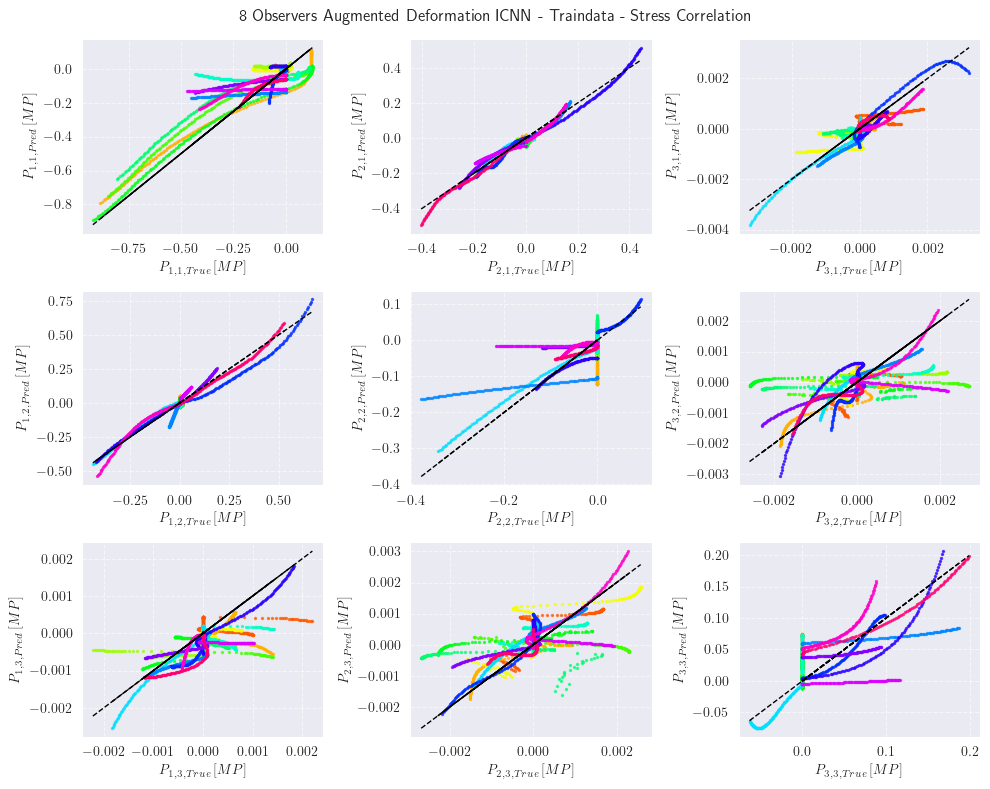 8 Observers Augmented Deformation ICNN - Traindata - Stress Correlation
P1,1,Pred [MP]
0.0
−0.2
−0.4
−0.6
−0.8
−0.75 −0.50 −0.25 0.00
P1,1,True[MP]
P2,1,Pred [MP]
0.4
0.2
0.0
−0.2
−0.4
−0.4 −0.2 0.0 0.2 0.4
P2,1,True[MP]
P3,1,Pred [MP]
0.002
0.000
−0.002
−0.004
−0.002 0.000 0.002
P3,1,True[MP]
P1,2,Pred [MP]
0.75
0.50
0.25
0.00
−0.25
−0.50
−0.25 0.00 0.25 0.50
P1,2,True[MP]
P2,2,Pred [MP]
0.1
0.0
−0.1
−0.2
−0.3
−0.4
−0.4 −0.2 0.0
P2,2,True[MP]
P3,2,Pred [MP]
0.002
0.001
0.000
−0.001
−0.002
−0.003
−0.002 0.000 0.002
P3,2,True[MP]
P1,3,Pred [MP]
0.002
0.001
0.000
−0.001
−0.002
−0.002 −0.001 0.000 0.001 0.002
P1,3,True[MP]
P2,3,Pred [MP]
0.003
0.002
0.001
0.000
−0.001
−0.002
−0.002 0.000 0.002
P2,3,True[MP]
P3,3,Pred [MP]
0.20
0.15
0.10
0.05
0.00
−0.05
0.0 0.1 0.2
P3,3,True[MP]